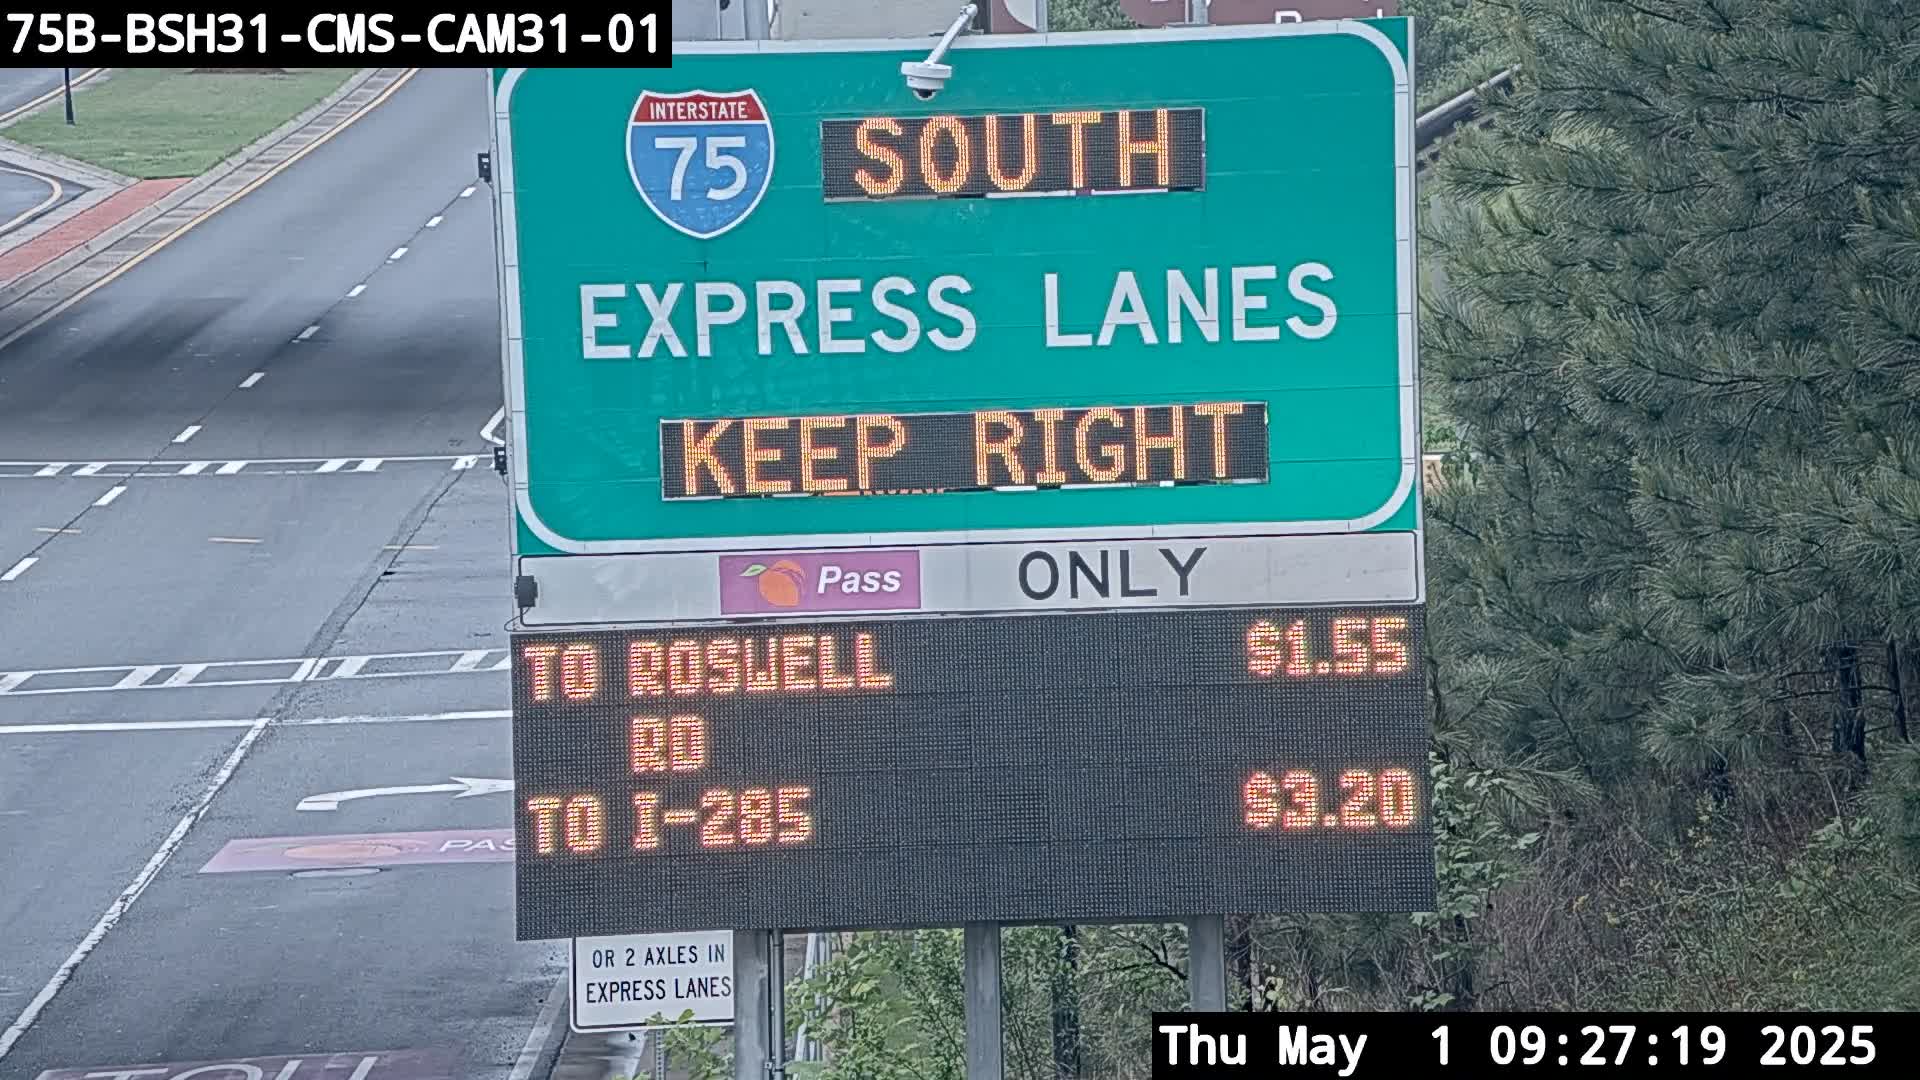 75B-BSH31-CMS-CAM31-01
INTERSTATE
75
SOUTH
EXPRESS LANES
KEEP RIGHT
Pass
ONLY
TO ROSWELL $1.55
RD
TO I-285 $3.20
OR 2 AXLES IN
EXPRESS LANES
TOLL
Thu May 1 09:27:19 2025